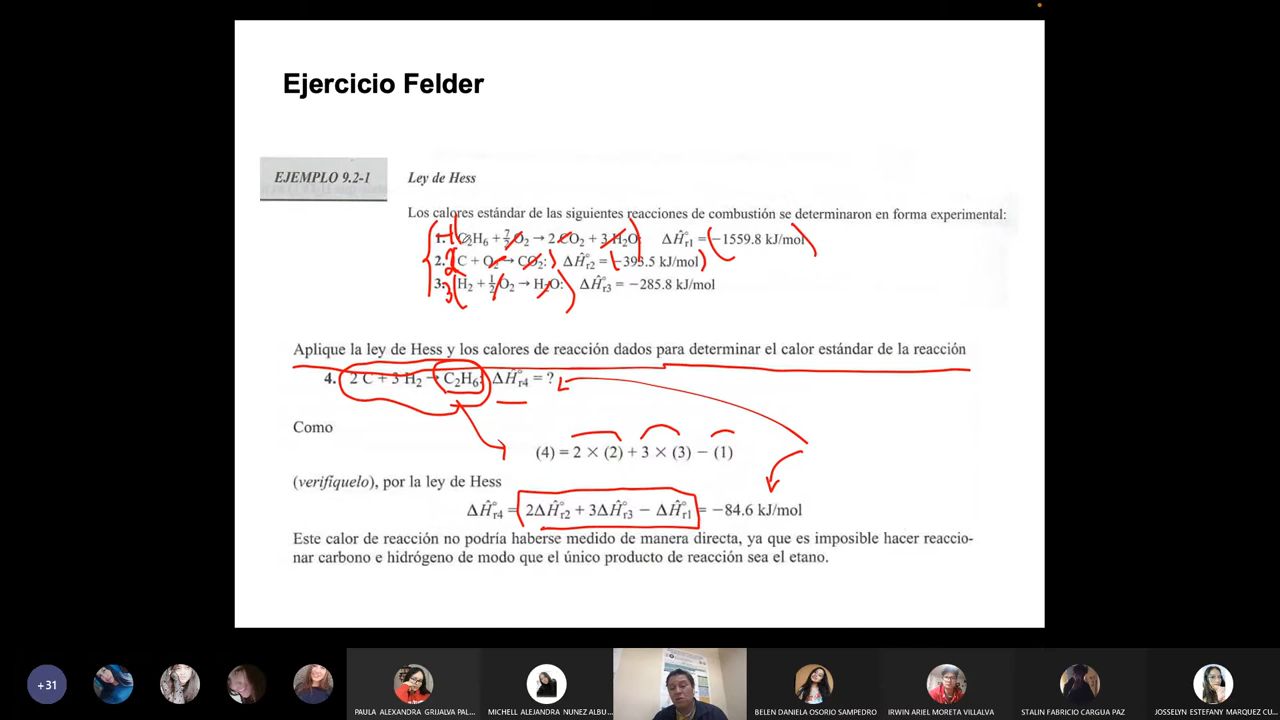 Ejercicio Felder
EJEMPLO 9.2-1
Ley de Hess
Los calores estándar de las siguientes reacciones de combustión se determinaron en forma experimental:
1. C₂H₆ + 7/2 O₂ → 2 CO₂ + 3 H₂O: ΔĤ°r1 = −1559.8 kJ/mol
2. C + O₂ → CO₂: ΔĤ°r2 = −393.5 kJ/mol
3. H₂ + 1/2 O₂ → H₂O: ΔĤ°r3 = −285.8 kJ/mol
Aplique la ley de Hess y los calores de reacción dados para determinar el calor estándar de la reacción
4. 2 C + 3 H₂ → C₂H₆: ΔĤ°r4 = ?
Como
(4) = 2 × (2) + 3 × (3) − (1)
(verifíquelo), por la ley de Hess
ΔĤ°r4 = 2ΔĤ°r2 + 3ΔĤ°r3 − ΔĤ°r1 = −84.6 kJ/mol
Este calor de reacción no podría haberse medido de manera directa, ya que es imposible hacer reaccio-
nar carbono e hidrógeno de modo que el único producto de reacción sea el etano.
+31
PAULA ALEXANDRA GRIJALVA PAL...
MICHELL ALEJANDRA NUNEZ ALBU...
BELEN DANIELA OSORIO SAMPEDRO
IRWIN ARIEL MORETA VILLALVA
STALIN FABRICIO CARGUA PAZ
JOSSELYN ESTEFANY MARQUEZ CU...